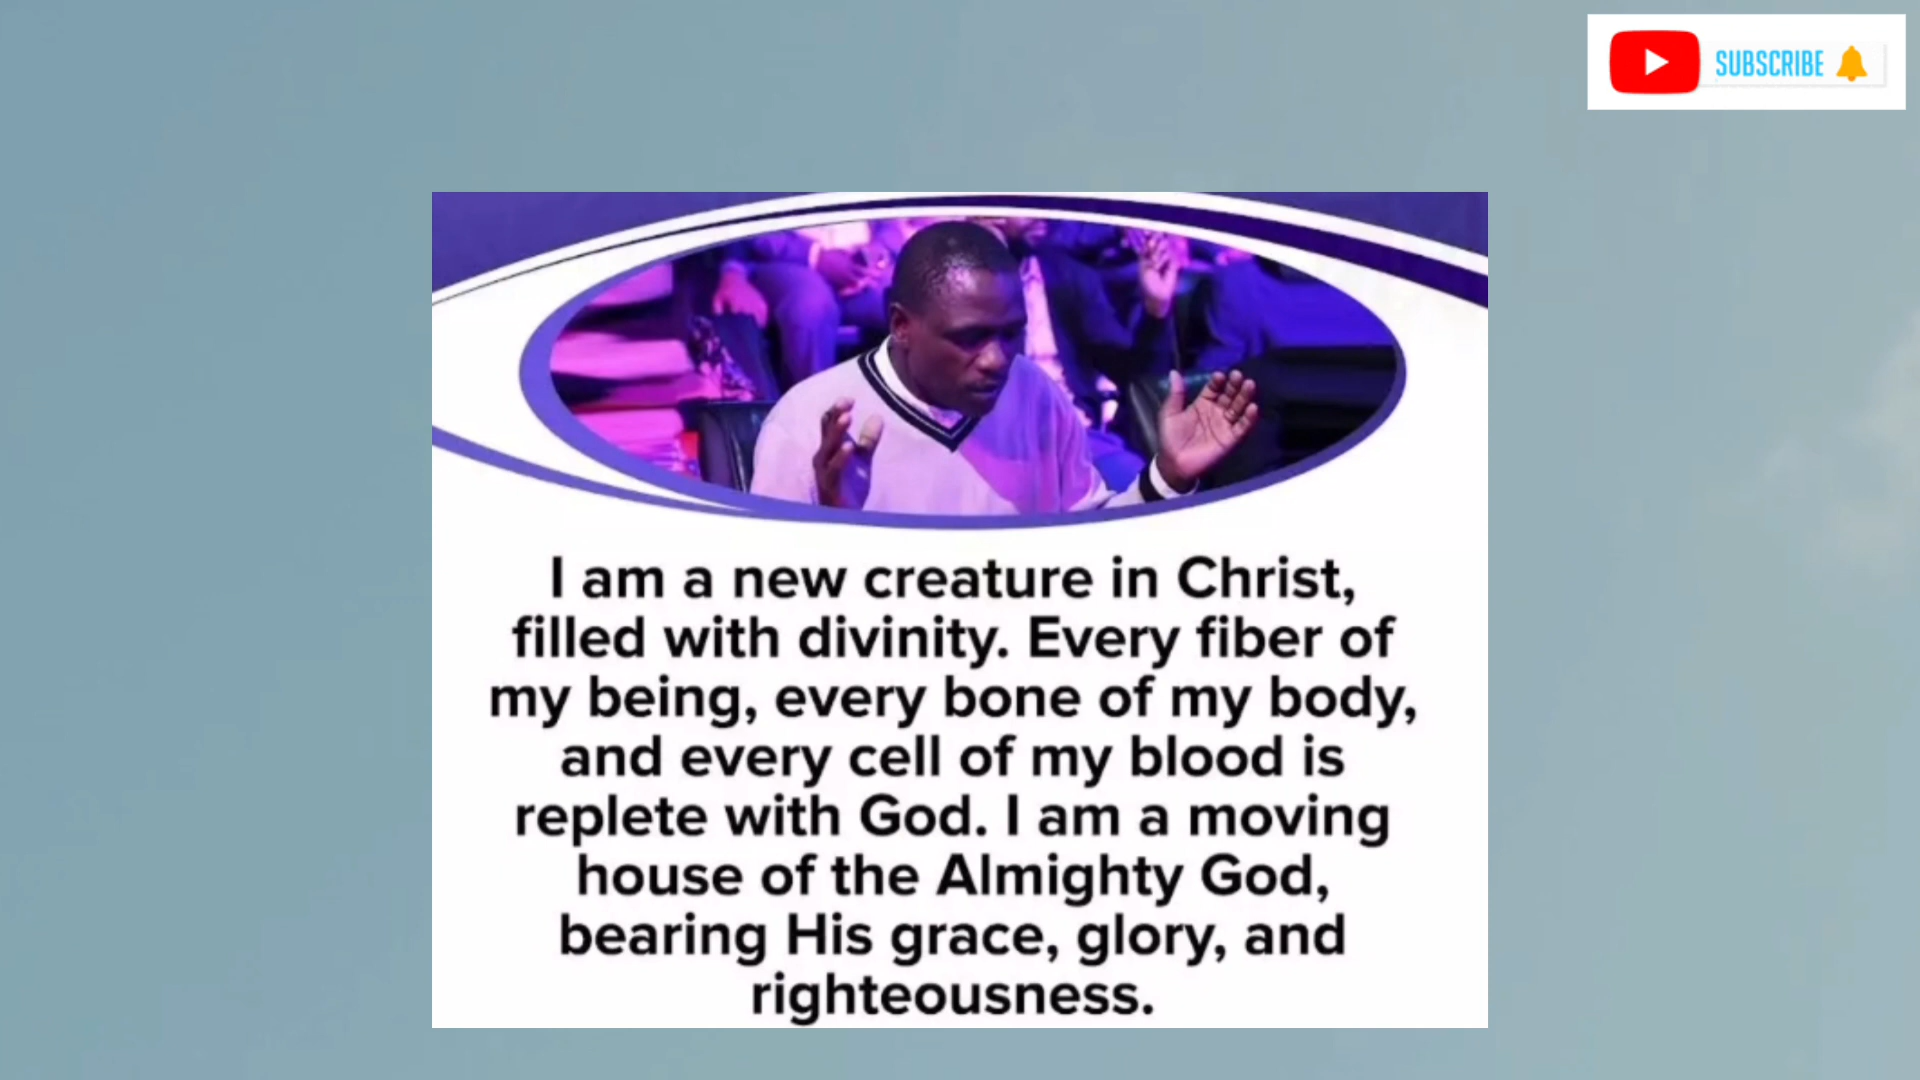 SUBSCRIBE
I am a new creature in Christ,
filled with divinity. Every fiber of
my being, every bone of my body,
and every cell of my blood is
replete with God. I am a moving
house of the Almighty God,
bearing His grace, glory, and
righteousness.